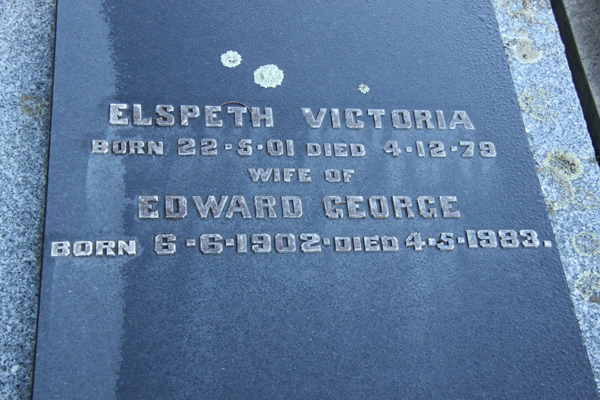 ELSPETH VICTORIA
BORN 22-5-01 DIED 4-12-79
WIFE OF
EDWARD GEORGE
BORN 6-6-1902-DIED 4-5-1983.